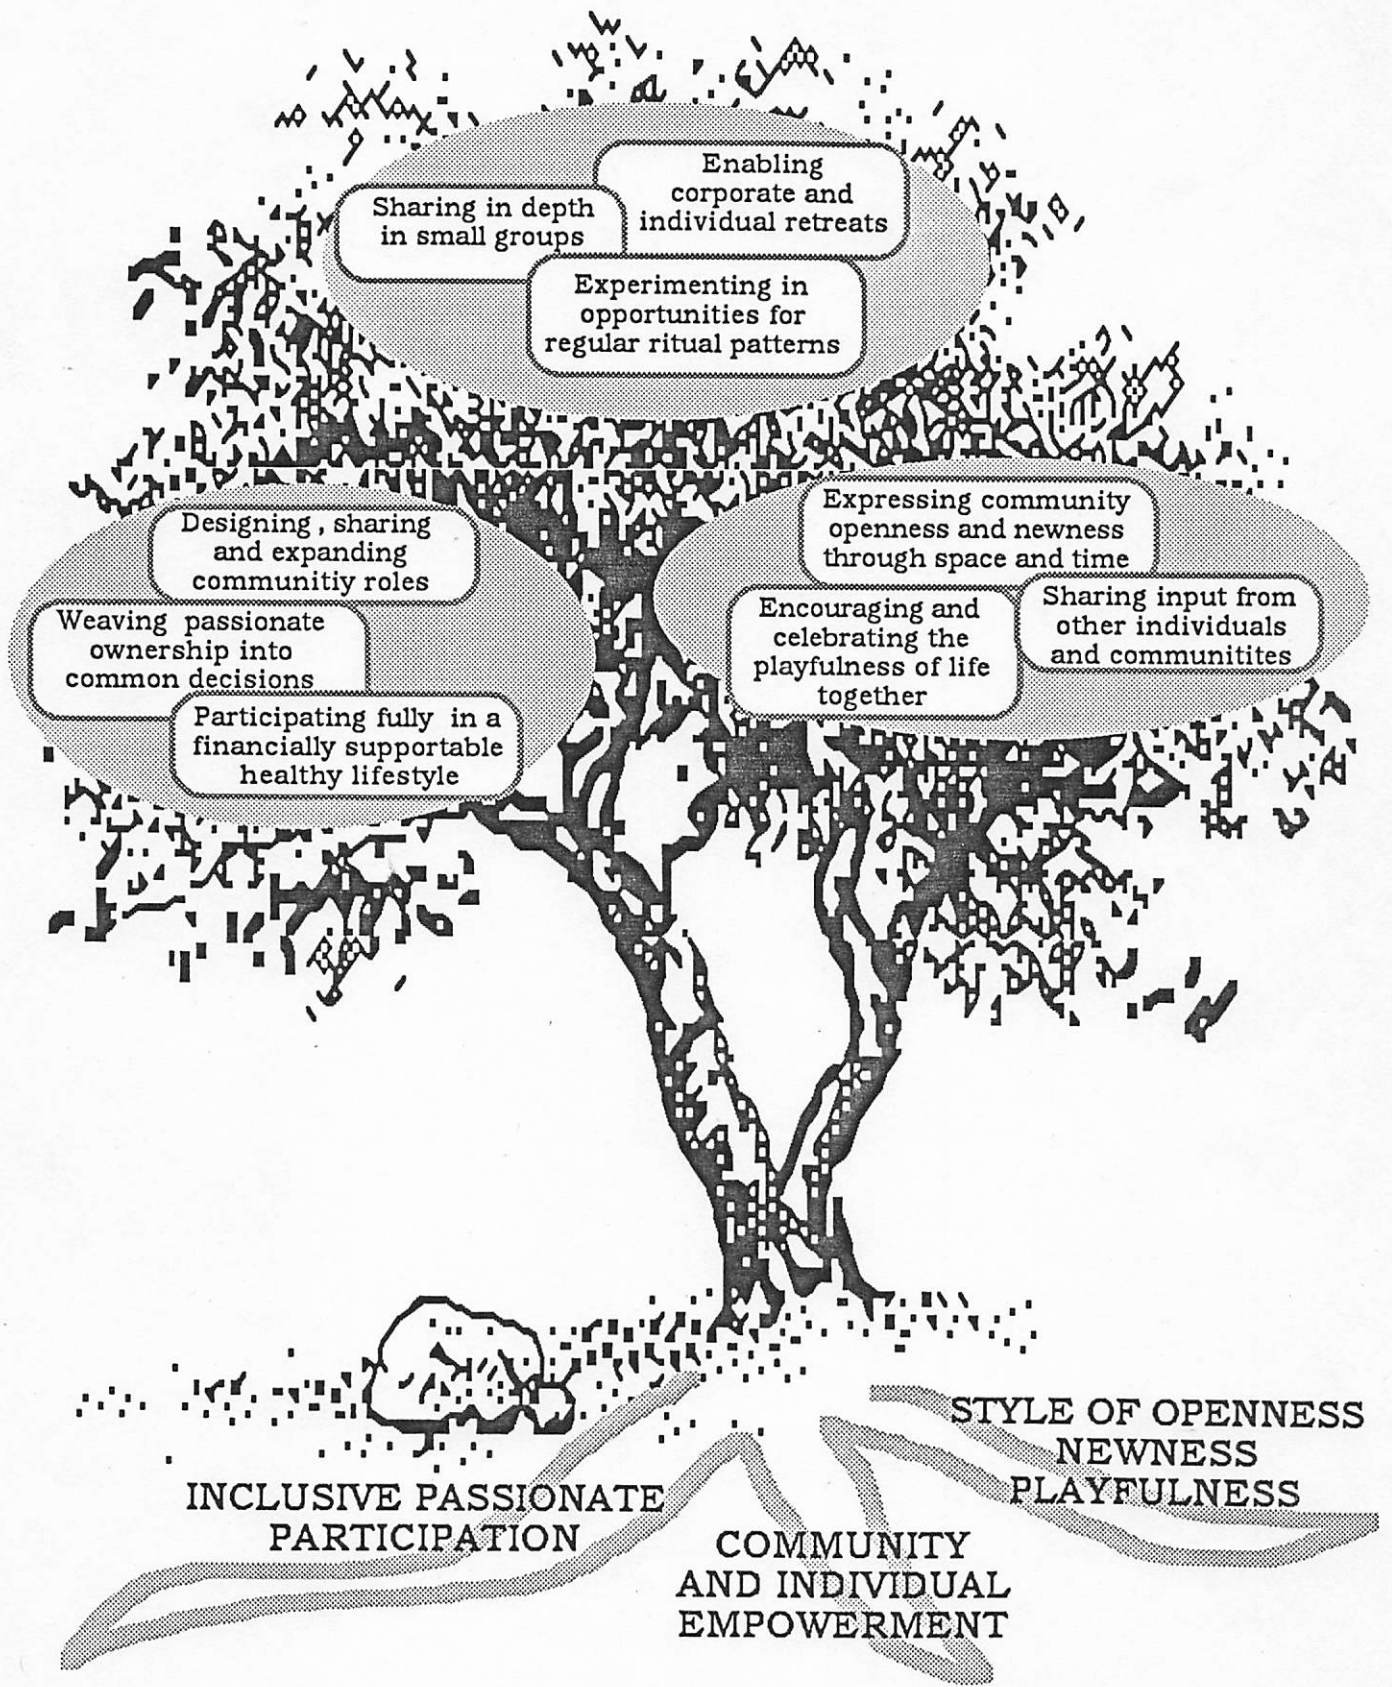 Enabling
corporate and
individual retreats
Sharing in depth
in small groups
Experimenting in
opportunities for
regular ritual patterns
Designing , sharing
and expanding
communitiy roles
Weaving passionate
ownership into
common decisions
Participating fully in a
financially supportable
healthy lifestyle
Expressing community
openness and newness
through space and time
Encouraging and
celebrating the
playfulness of life
together
Sharing input from
other individuals
and communitites
INCLUSIVE PASSIONATE
PARTICIPATION
COMMUNITY
AND INDIVIDUAL
EMPOWERMENT
STYLE OF OPENNESS
NEWNESS
PLAYFULNESS